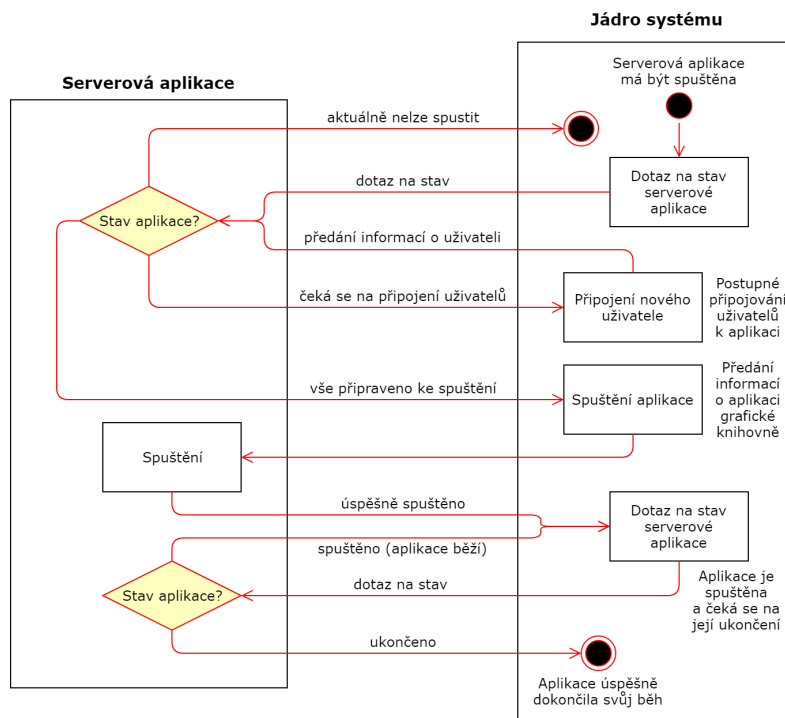 Jádro systému
Serverová aplikace
Serverová aplikace
má být spuštěna
aktuálně nelze spustit
dotaz na stav
Dotaz na stav
serverové
aplikace
Stav aplikace?
předání informací o uživateli
čeká se na připojení uživatelů
Připojení nového
uživatele
Postupné
připojování
uživatelů
k aplikaci
vše připraveno ke spuštění
Spuštění aplikace
Předání
informací
o aplikaci
grafické
knihovně
Spuštění
úspěšně spuštěno
Dotaz na stav
serverové
aplikace
spuštěno (aplikace běží)
Stav aplikace?
dotaz na stav
Aplikace je
spuštěna
a čeká se na
její ukončení
ukončeno
Aplikace úspěšně
dokončila svůj běh